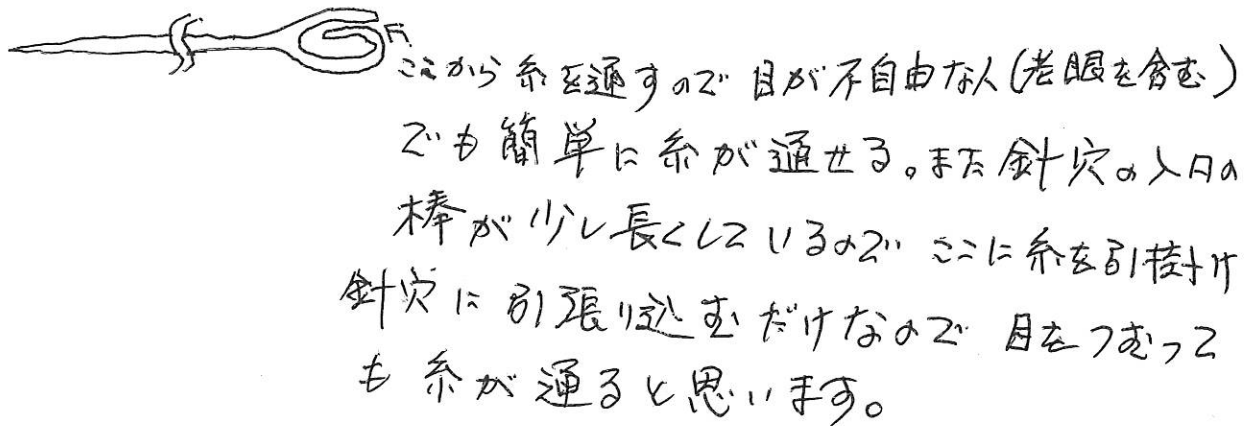 ここから糸を通すので目が不自由な人(老眼を含む)
でも簡単に糸が通せる。また針穴の入口の
棒が少し長くしているので ここに糸を引掛け
針穴に引張り込むだけなので 目をつむって
も糸が通ると思います。